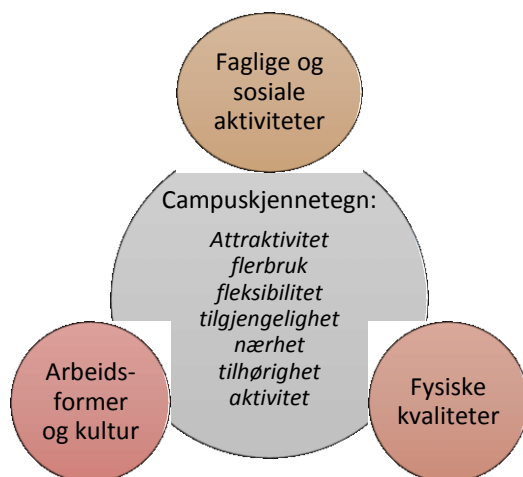 Faglige og
sosiale
aktiviteter
Campuskjennetegn:
Attraktivitet
flerbruk
fleksibilitet
tilgjengelighet
nærhet
tilhørighet
aktivitet
Arbeids-
former
og kultur
Fysiske
kvaliteter